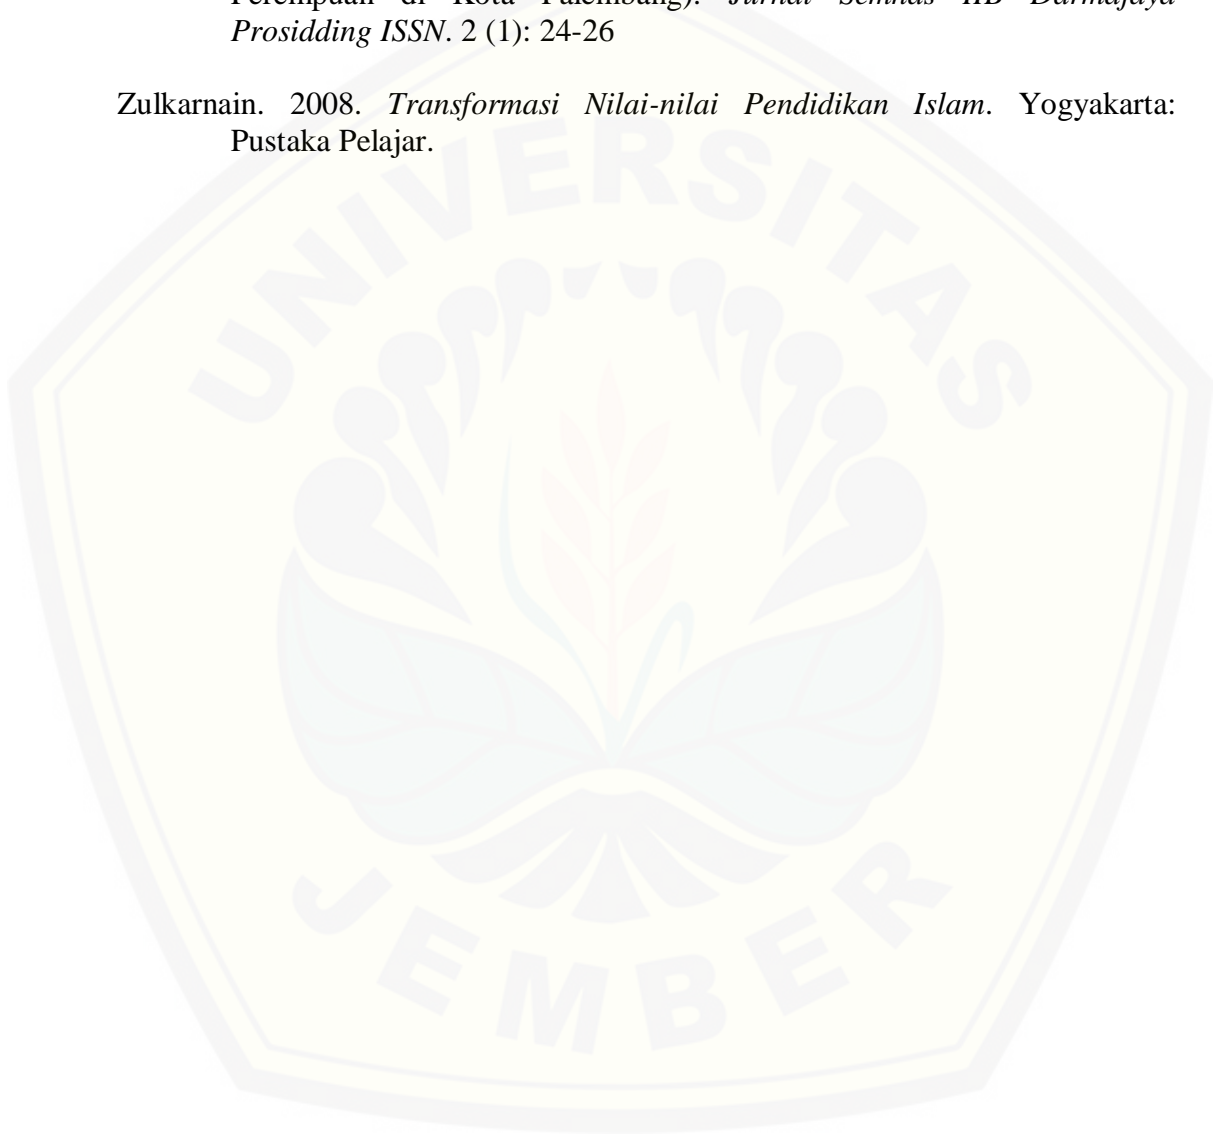 Perempuan di Kota Palembang). Jurnal Semnas IIB Darmajaya
Prosidding ISSN. 2 (1): 24-26
Zulkarnain. 2008. Transformasi Nilai-nilai Pendidikan Islam. Yogyakarta:
Pustaka Pelajar.
UNIVERSITAS
JEMBER